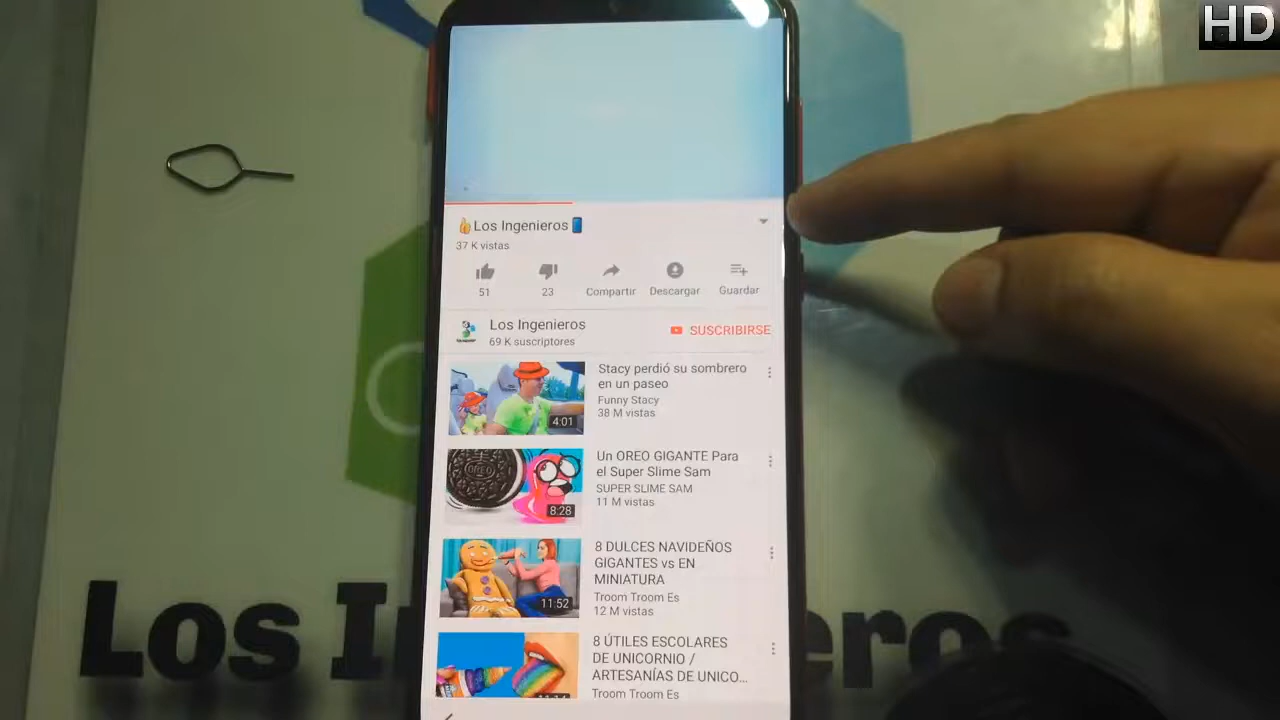 HD
Los Ingenieros
37 K vistas
51
23
Compartir
Descargar
Guardar
Los Ingenieros
69 K suscriptores
SUSCRIBIRSE
4:01
Stacy perdió su sombrero
en un paseo
Funny Stacy
38 M vistas
OREO
8:28
Un OREO GIGANTE Para
el Super Slime Sam
SUPER SLIME SAM
11 M vistas
11:52
8 DULCES NAVIDEÑOS
GIGANTES vs EN
MINIATURA
Troom Troom Es
12 M vistas
8 ÚTILES ESCOLARES
DE UNICORNIO /
ARTESANÍAS DE UNICO...
Troom Troom Es
Los I eros